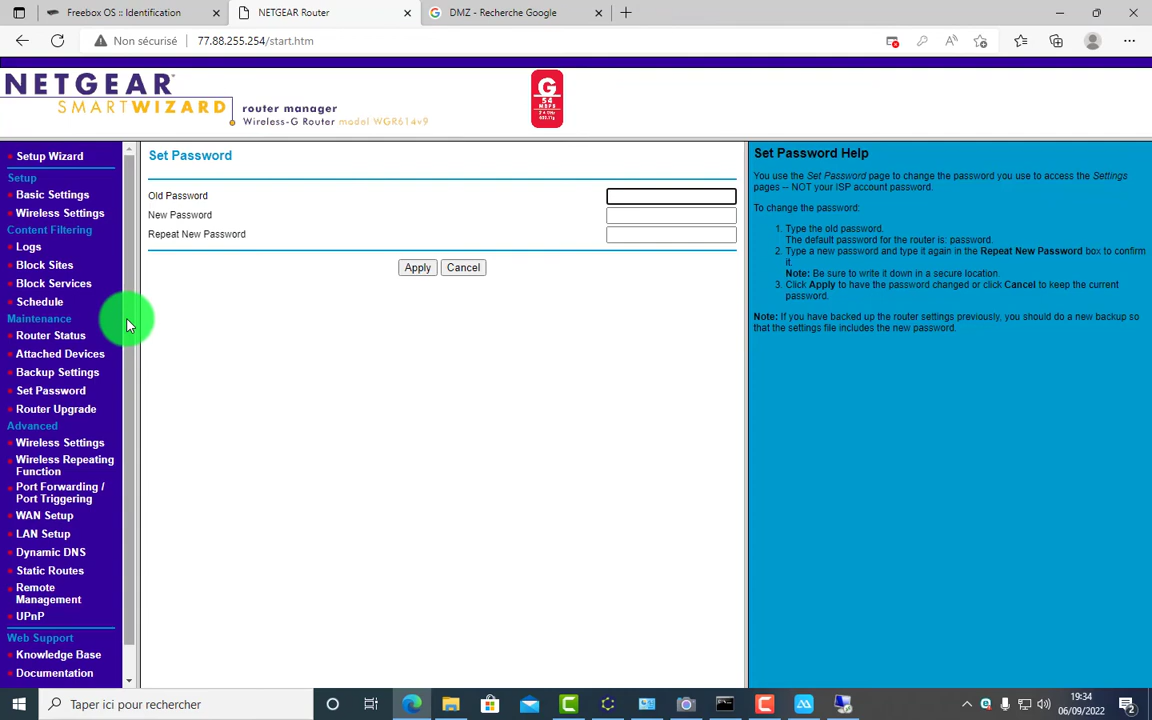 Freebox OS :: Identification
NETGEAR Router
DMZ - Recherche Google
Non sécurisé
77.88.255.254/start.htm
NETGEAR
SMARTWIZARD
router manager
Wireless-G Router model WGR614v9
G
54
MBPS
2.4 GHz
802.11g
Setup Wizard
Setup
Basic Settings
Wireless Settings
Content Filtering
Logs
Block Sites
Block Services
Schedule
Maintenance
Router Status
Attached Devices
Backup Settings
Set Password
Router Upgrade
Advanced
Wireless Settings
Wireless Repeating
Function
Port Forwarding /
Port Triggering
WAN Setup
LAN Setup
Dynamic DNS
Static Routes
Remote
Management
UPnP
Web Support
Knowledge Base
Documentation
Set Password
Old Password
New Password
Repeat New Password
Apply
Cancel
Set Password Help
You use the Set Password page to change the password you use to access the Settings
pages -- NOT your ISP account password.
To change the password:
1. Type the old password.
The default password for the router is: password.
2. Type a new password and type it again in the Repeat New Password box to confirm
it.
Note: Be sure to write it down in a secure location.
3. Click Apply to have the password changed or click Cancel to keep the current
password.
Note: If you have backed up the router settings previously, you should do a new backup so
that the settings file includes the new password.
Taper ici pour rechercher
19:34
06/09/2022
2